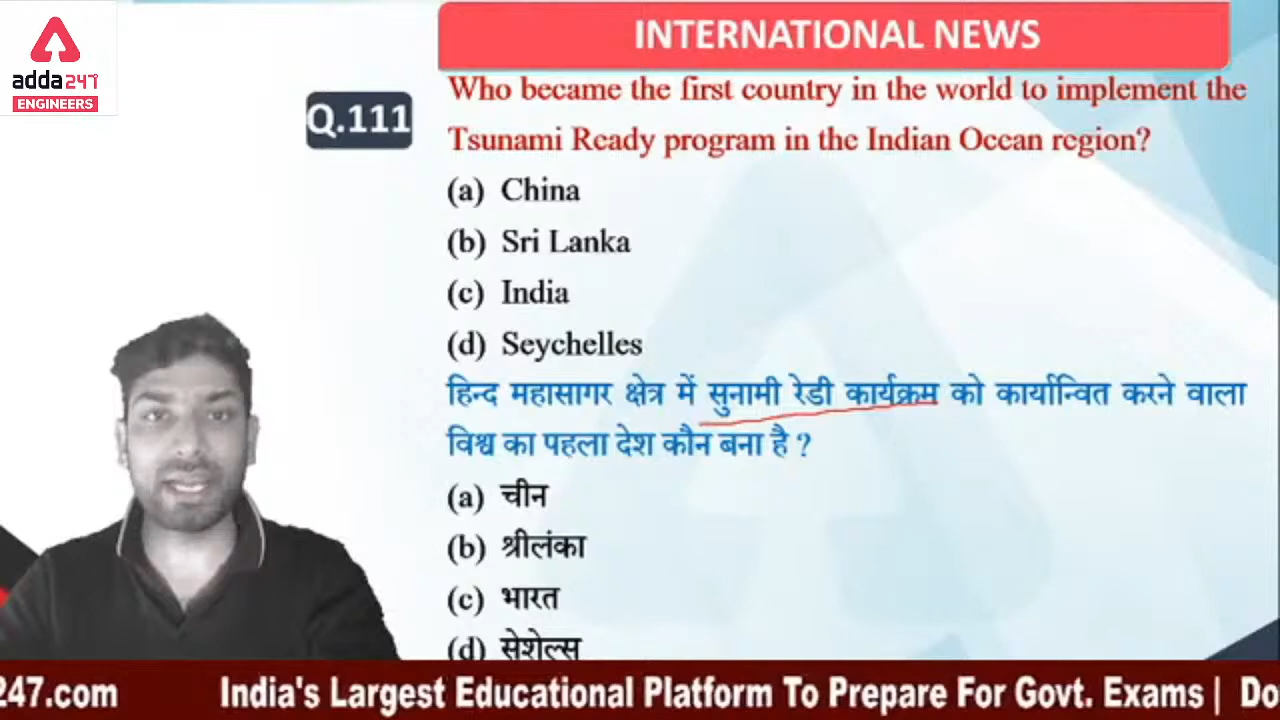 adda247
ENGINEERS
INTERNATIONAL NEWS
Q.111
Who became the first country in the world to implement the
Tsunami Ready program in the Indian Ocean region?
(a) China
(b) Sri Lanka
(c) India
(d) Seychelles
हिन्द महासागर क्षेत्र में सुनामी रेडी कार्यक्रम को कार्यान्वित करने वाला
विश्व का पहला देश कौन बना है ?
(a) चीन
(b) श्रीलंका
(c) भारत
(d) सेशेल्स
247.com India's Largest Educational Platform To Prepare For Govt. Exams | Do